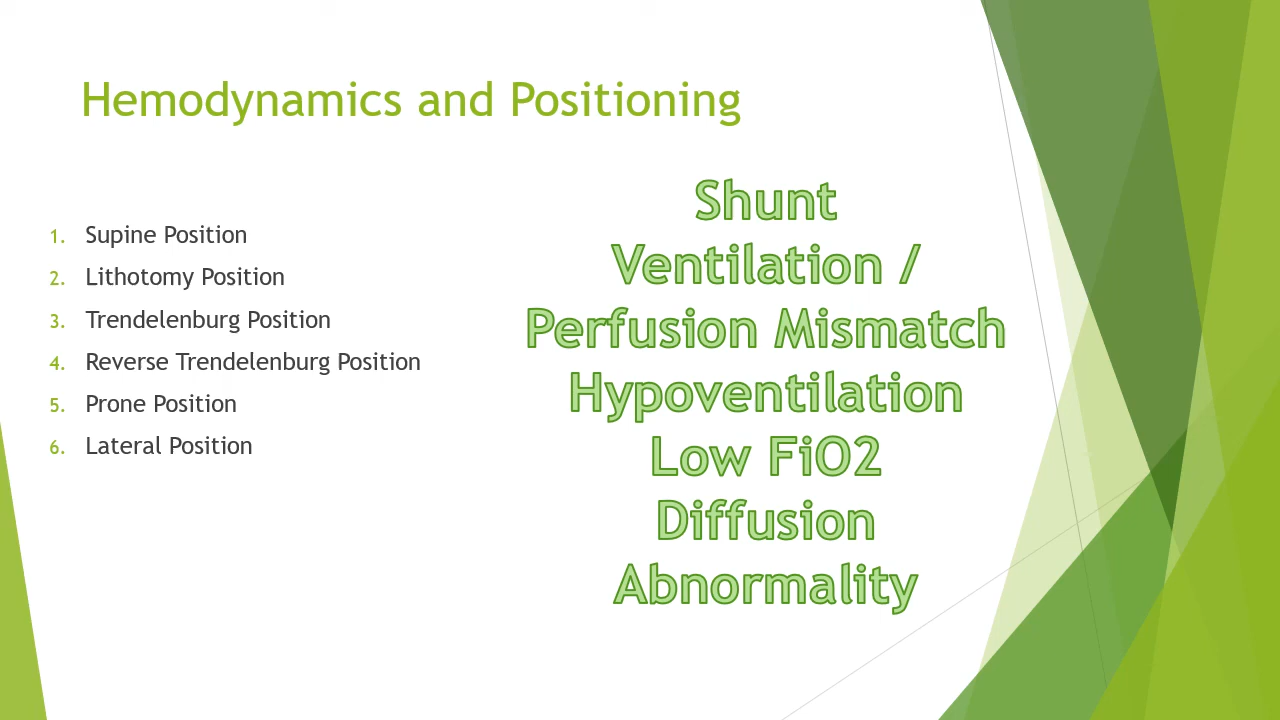 Hemodynamics and Positioning
1. Supine Position
2. Lithotomy Position
3. Trendelenburg Position
4. Reverse Trendelenburg Position
5. Prone Position
6. Lateral Position
Shunt
Ventilation /
Perfusion Mismatch
Hypoventilation
Low FiO2
Diffusion
Abnormality